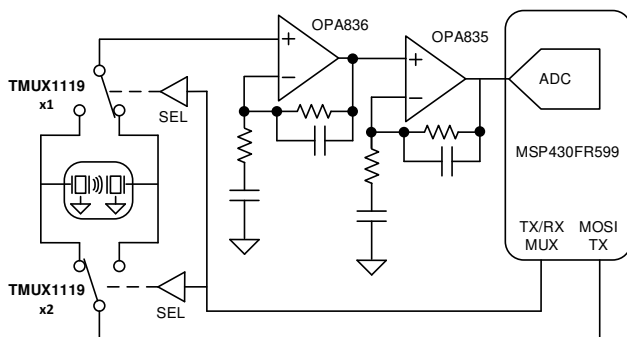 OPA836
OPA835
+
−
+
−
ADC
TMUX1119
x1
SEL
MSP430FR599
TX/RX
MUX
MOSI
TX
TMUX1119
x2
SEL